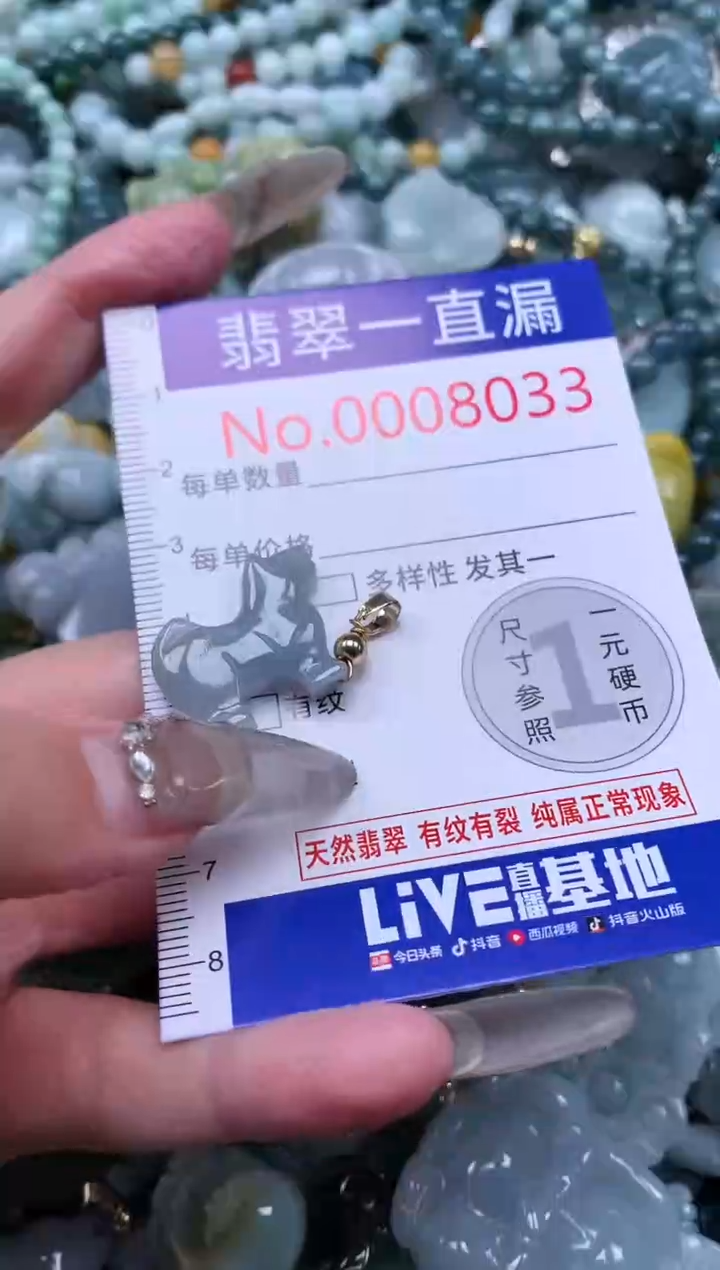 翡翠一直漏
No.0008033
每单数量
每单价格
多样性 发其一
有纹
尺寸参照
1
一元硬币
天然翡翠 有纹有裂 纯属正常现象
LiVE直播基地
头条 今日头条 抖音 西瓜视频 抖音火山版
0
1
2
3
7
8